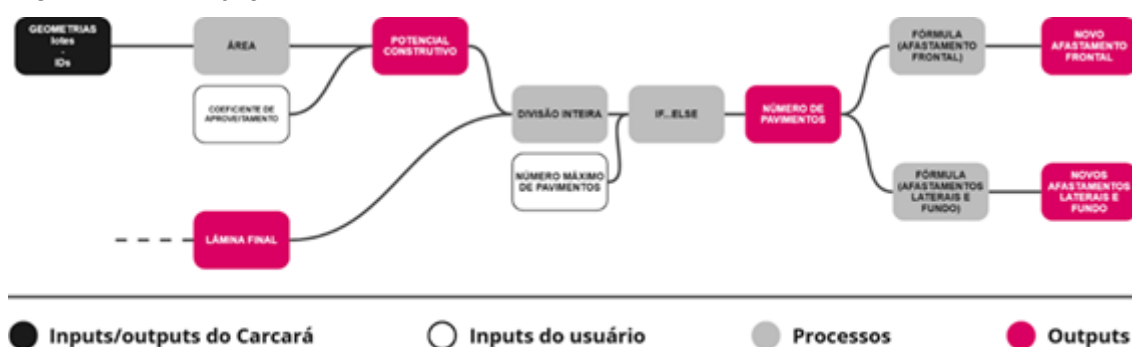 GEOMETRIAS
lotes
-
IDs
ÁREA
COEFICIENTE DE
APROVEITAMENTO
POTENCIAL
CONSTRUTIVO
LÂMINA FINAL
DIVISÃO INTEIRA
NÚMERO MÁXIMO
DE PAVIMENTOS
IF...ELSE
NÚMERO DE
PAVIMENTOS
FÓRMULA
(AFASTAMENTO
FRONTAL)
NOVO
AFASTAMENTO
FRONTAL
FÓRMULA
(AFASTAMENTOS
LATERAIS E
FUNDO)
NOVOS
AFASTAMENTOS
LATERAIS E
FUNDO
Inputs/outputs do Carcará
Inputs do usuário
Processos
Outputs